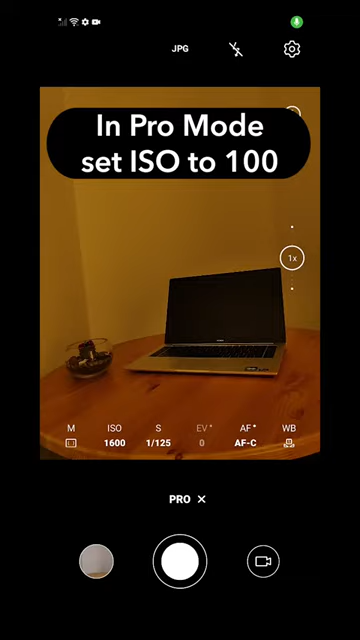 JPG
In Pro Mode
set ISO to 100
1x
M ISO S EV AF WB
1600 1/125 0 AF-C
PRO ×